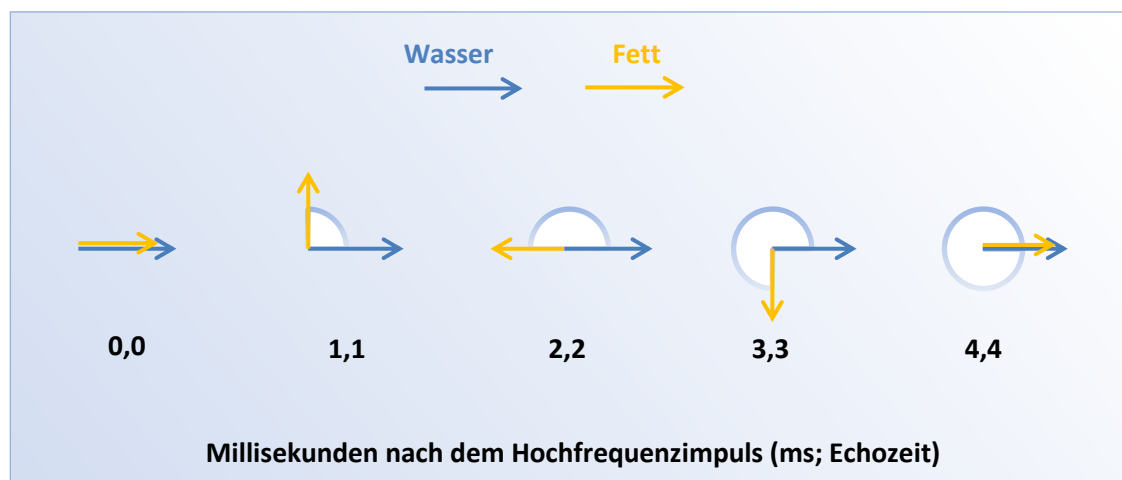 Wasser Fett
0,0 1,1 2,2 3,3 4,4
Millisekunden nach dem Hochfrequenzimpuls (ms; Echozeit)